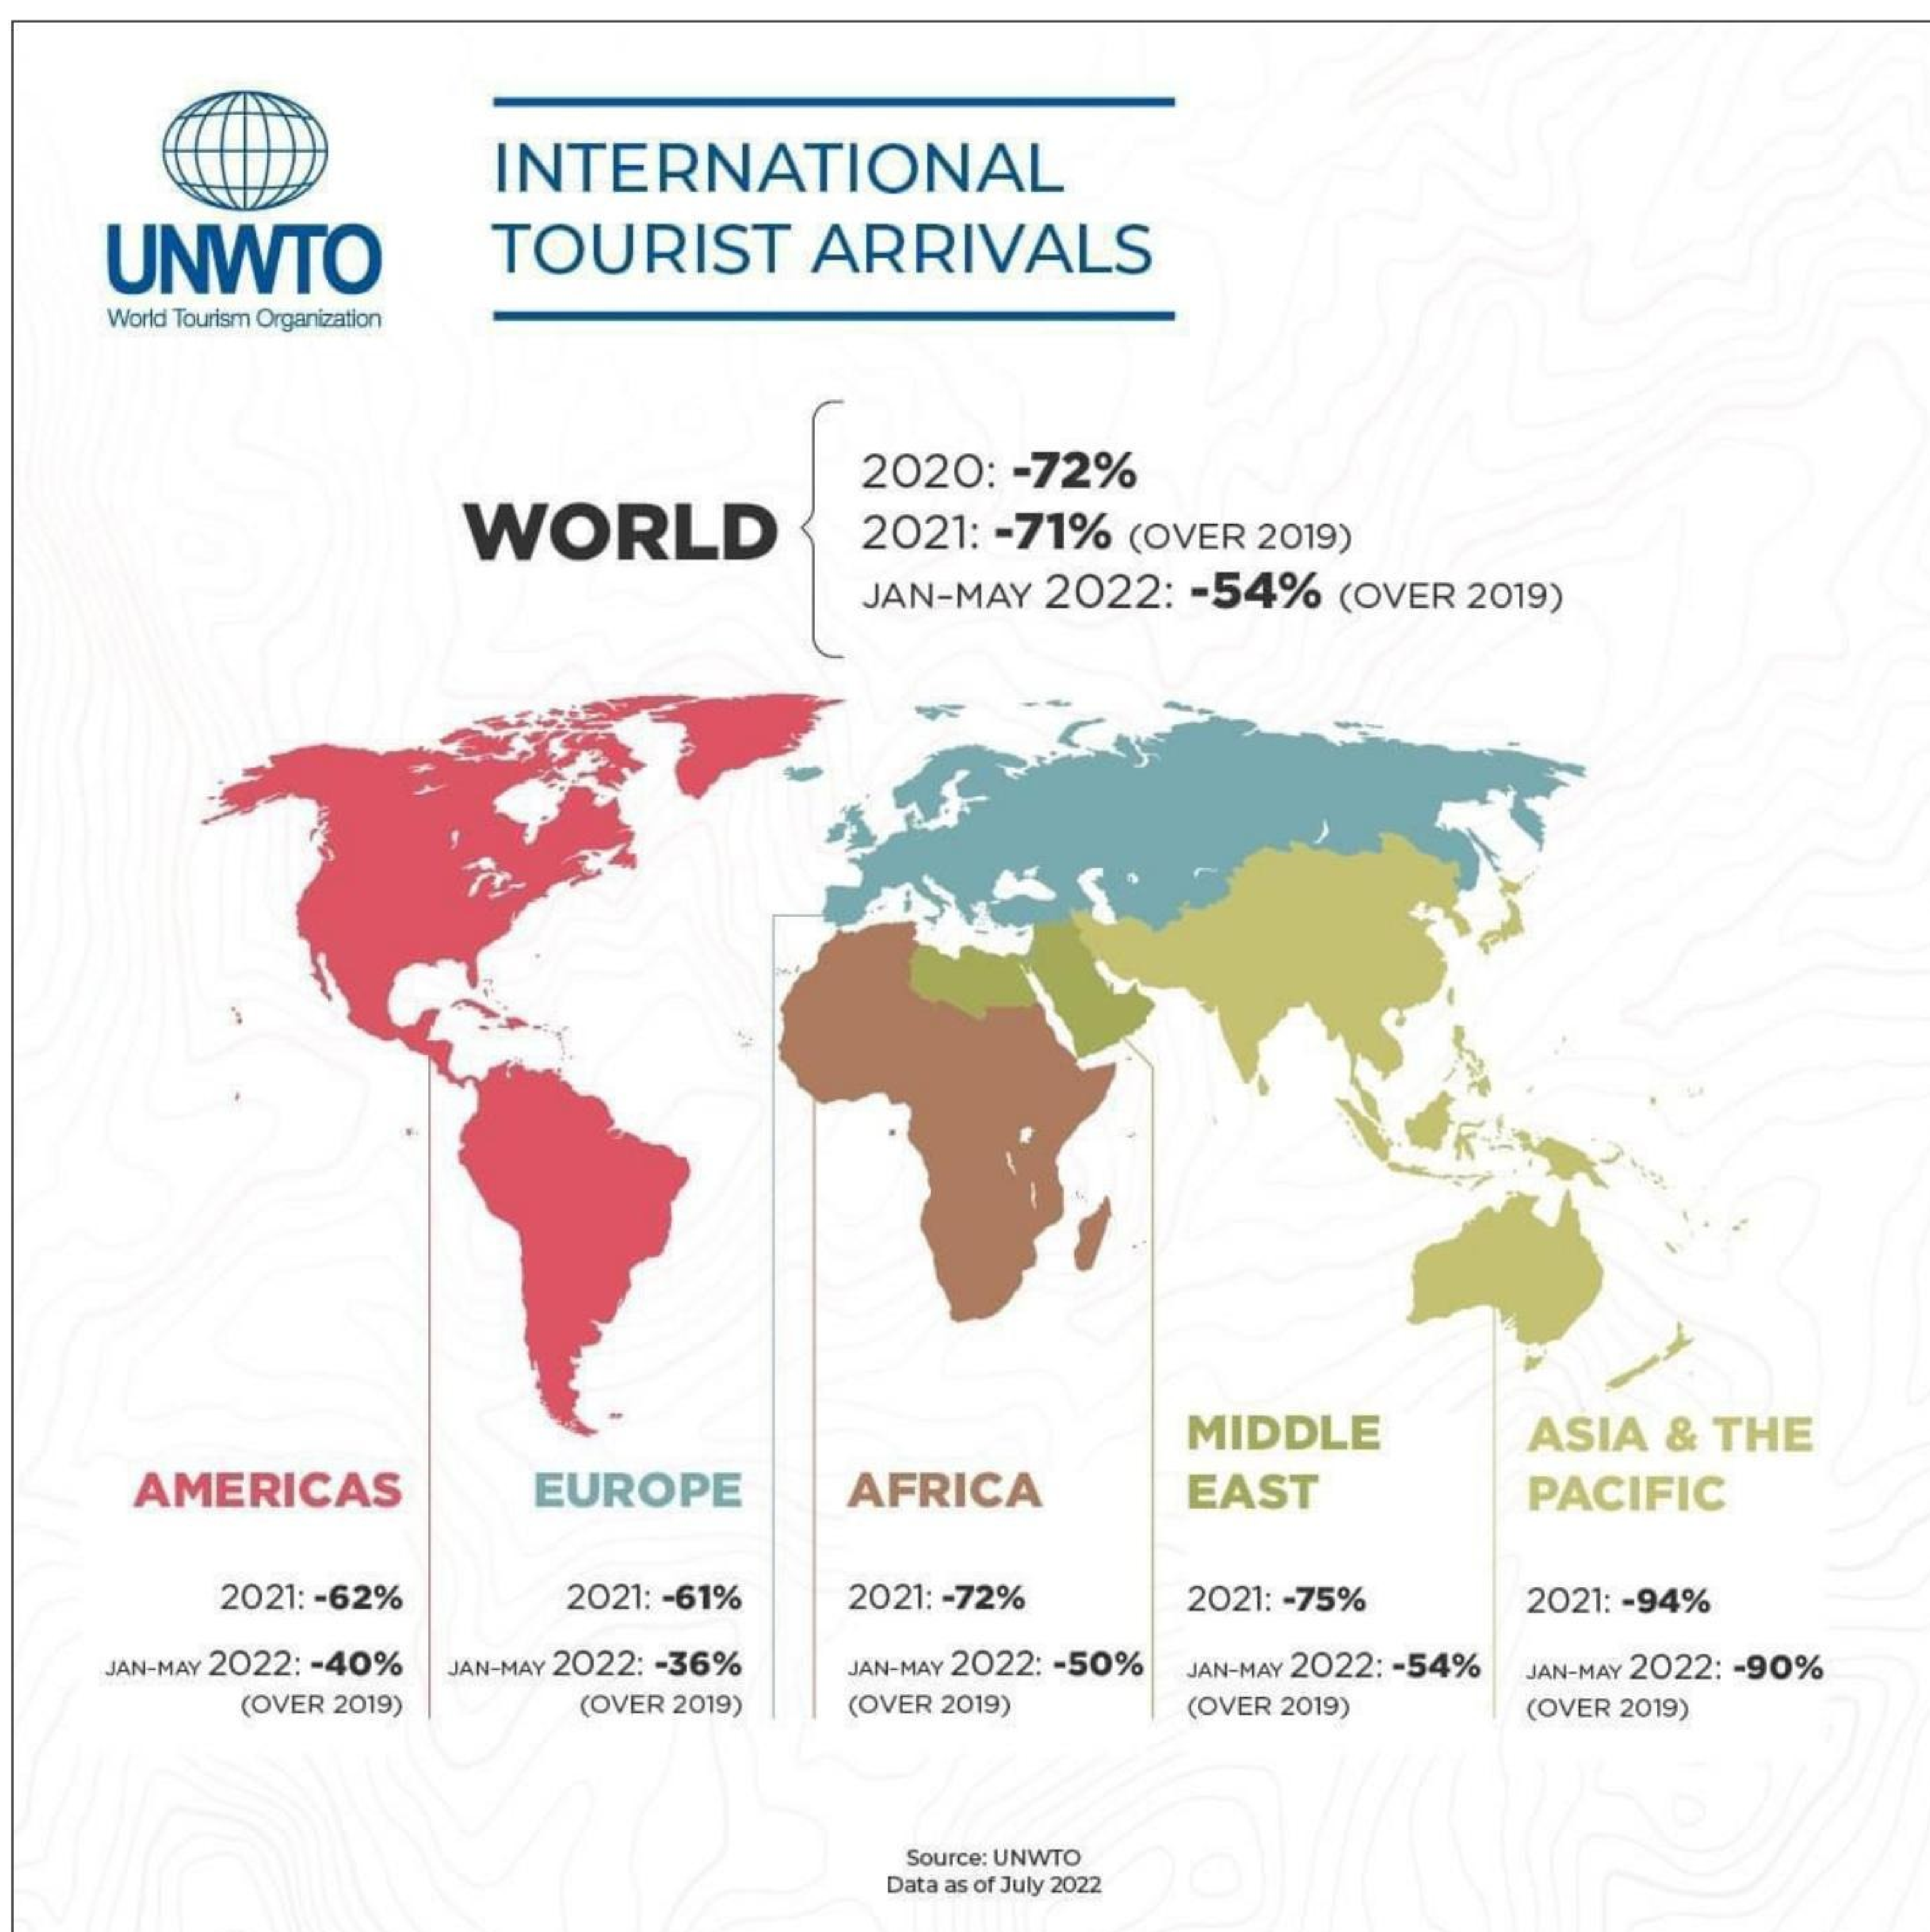 UNWTO
World Tourism Organization
INTERNATIONAL
TOURIST ARRIVALS
WORLD
2020: -72%
2021: -71% (OVER 2019)
JAN-MAY 2022: -54% (OVER 2019)
AMERICAS
2021: -62%
JAN-MAY 2022: -40%
(OVER 2019)
EUROPE
2021: -61%
JAN-MAY 2022: -36%
(OVER 2019)
AFRICA
2021: -72%
JAN-MAY 2022: -50%
(OVER 2019)
MIDDLE
EAST
2021: -75%
JAN-MAY 2022: -54%
(OVER 2019)
ASIA & THE
PACIFIC
2021: -94%
JAN-MAY 2022: -90%
(OVER 2019)
Source: UNWTO
Data as of July 2022